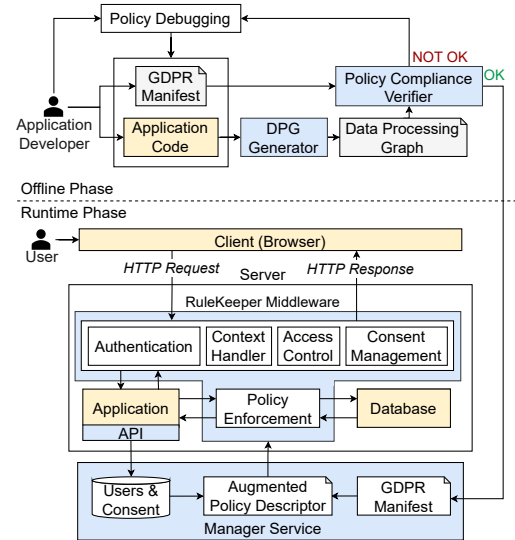 Policy Debugging
NOT OK
OK
GDPR
Manifest
Policy Compliance
Verifier
Application
Developer
Application
Code
DPG
Generator
Data Processing
Graph
Offline Phase
Runtime Phase
User
Client (Browser)
HTTP Request
HTTP Response
Server
RuleKeeper Middleware
Authentication
Context
Handler
Access
Control
Consent
Management
Application
API
Policy
Enforcement
Database
Users &
Consent
Augmented
Policy Descriptor
GDPR
Manifest
Manager Service